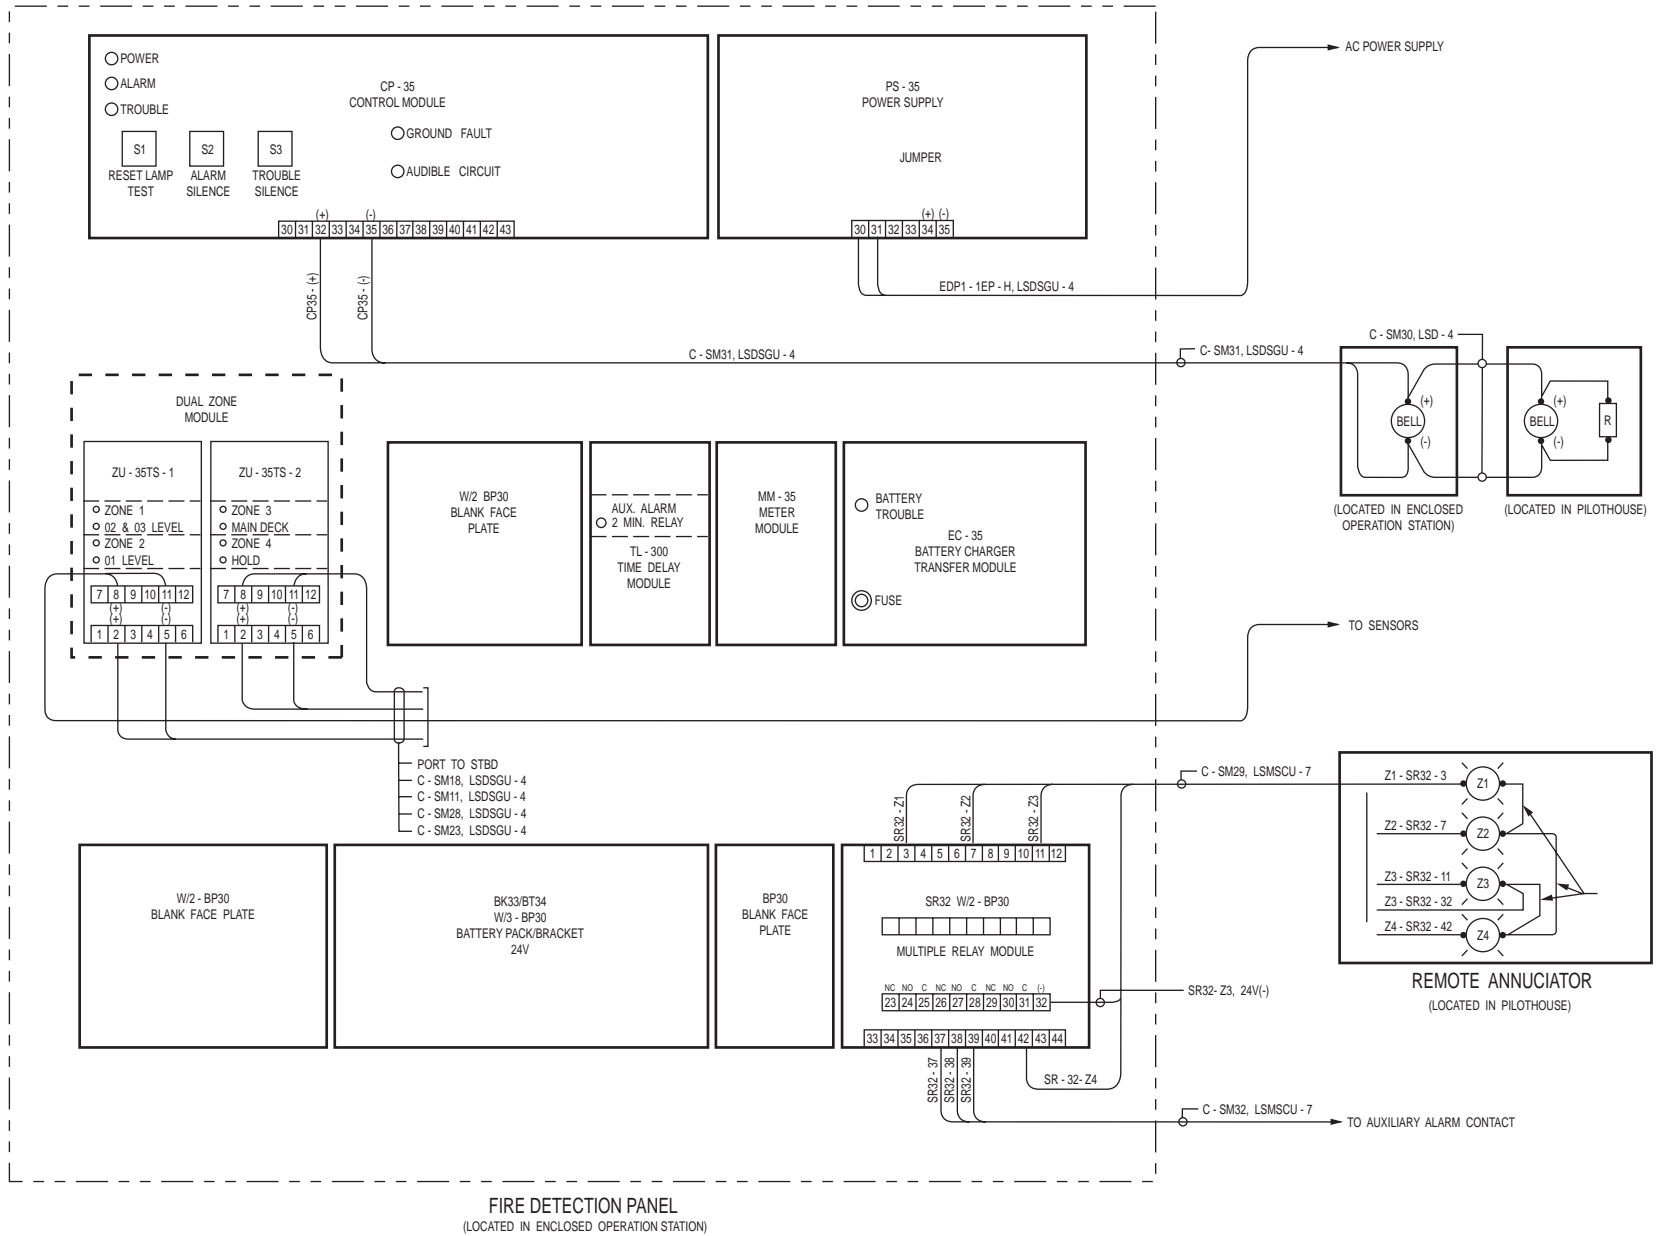 POWER
ALARM
TROUBLE
CP - 35
CONTROL MODULE
GROUND FAULT
AUDIBLE CIRCUIT
S1
S2
S3
RESET LAMP
TEST
ALARM
SILENCE
TROUBLE
SILENCE
(+)
(-)
30 31 32 33 34 35 36 37 38 39 40 41 42 43
CP35 - (+)
CP35 - (-)
PS - 35
POWER SUPPLY
JUMPER
(+) (-)
30 31 32 33 34 35
EDP1 - 1EP - H, LSDSGU - 4
AC POWER SUPPLY
C - SM31, LSDSGU - 4
C- SM31, LSDSGU - 4
C - SM30, LSD - 4
BELL
(+)
(-)
BELL
(+)
(-)
R
(LOCATED IN ENCLOSED
OPERATION STATION)
(LOCATED IN PILOTHOUSE)
DUAL ZONE
MODULE
ZU - 35TS - 1
ZONE 1
02 & 03 LEVEL
ZONE 2
01 LEVEL
7 8 9 10 11 12
(+) (-)
(+) (-)
1 2 3 4 5 6
ZU - 35TS - 2
ZONE 3
MAIN DECK
ZONE 4
HOLD
7 8 9 10 11 12
(+) (-)
(+) (-)
1 2 3 4 5 6
W/2 BP30
BLANK FACE
PLATE
AUX. ALARM
2 MIN. RELAY
TL - 300
TIME DELAY
MODULE
MM - 35
METER
MODULE
BATTERY
TROUBLE
EC - 35
BATTERY CHARGER
TRANSFER MODULE
FUSE
TO SENSORS
PORT TO STBD
C - SM18, LSDSGU - 4
C - SM11, LSDSGU - 4
C - SM28, LSDSGU - 4
C - SM23, LSDSGU - 4
W/2 - BP30
BLANK FACE PLATE
BK33/BT34
W/3 - BP30
BATTERY PACK/BRACKET
24V
BP30
BLANK FACE
PLATE
SR32 - Z1
SR32 - Z2
SR32 - Z3
1 2 3 4 5 6 7 8 9 10 11 12
SR32 W/2 - BP30
MULTIPLE RELAY MODULE
NC NO C NC NO C NC NO C (-)
23 24 25 26 27 28 29 30 31 32
33 34 35 36 37 38 39 40 41 42 43 44
SR32 - 37
SR32 - 38
SR32 - 39
SR - 32- Z4
SR32- Z3, 24V(-)
C - SM29, LSMSCU - 7
C - SM32, LSMSCU - 7
TO AUXILIARY ALARM CONTACT
Z1 - SR32 - 3
Z1
Z2 - SR32 - 7
Z2
Z3 - SR32 - 11
Z3
Z3 - SR32 - 32
Z4 - SR32 - 42
Z4
REMOTE ANNUCIATOR
(LOCATED IN PILOTHOUSE)
FIRE DETECTION PANEL
(LOCATED IN ENCLOSED OPERATION STATION)